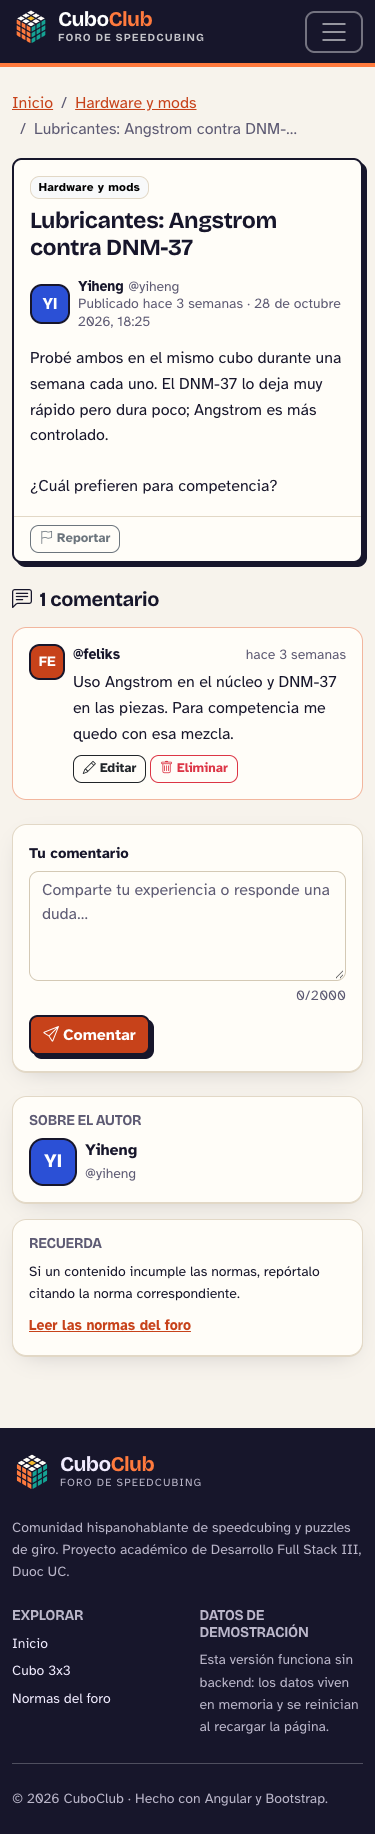 CuboClub
FORO DE SPEEDCUBING
Inicio / Hardware y mods
/ Lubricantes: Angstrom contra DNM-...
Hardware y mods
Lubricantes: Angstrom
contra DNM-37
YI
Yiheng @yiheng
Publicado hace 3 semanas · 28 de octubre
2026, 18:25
Probé ambos en el mismo cubo durante una
semana cada uno. El DNM-37 lo deja muy
rápido pero dura poco; Angstrom es más
controlado.
¿Cuál prefieren para competencia?
Reportar
1 comentario
FE
@feliks hace 3 semanas
Uso Angstrom en el núcleo y DNM-37
en las piezas. Para competencia me
quedo con esa mezcla.
Editar Eliminar
Tu comentario
Comparte tu experiencia o responde una
duda...
0/2000
Comentar
SOBRE EL AUTOR
YI
Yiheng
@yiheng
RECUERDA
Si un contenido incumple las normas, repórtalo
citando la norma correspondiente.
Leer las normas del foro
CuboClub
FORO DE SPEEDCUBING
Comunidad hispanohablante de speedcubing y puzzles
de giro. Proyecto académico de Desarrollo Full Stack III,
Duoc UC.
EXPLORAR
Inicio
Cubo 3x3
Normas del foro
DATOS DE
DEMOSTRACIÓN
Esta versión funciona sin
backend: los datos viven
en memoria y se reinician
al recargar la página.
© 2026 CuboClub · Hecho con Angular y Bootstrap.